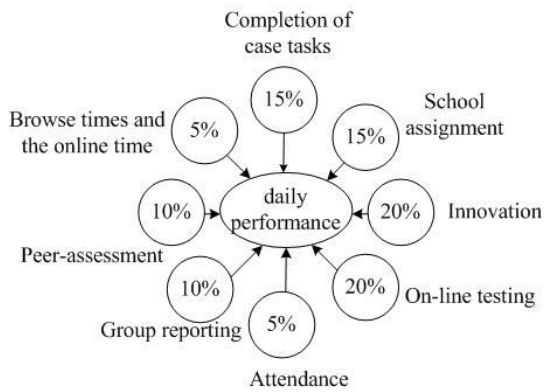 Completion of
case tasks
15%
Browse times and
the online time
5%
School
assignment
15%
daily
performance
10%
Peer-assessment
20%
Innovation
10%
Group reporting
20%
On-line testing
5%
Attendance